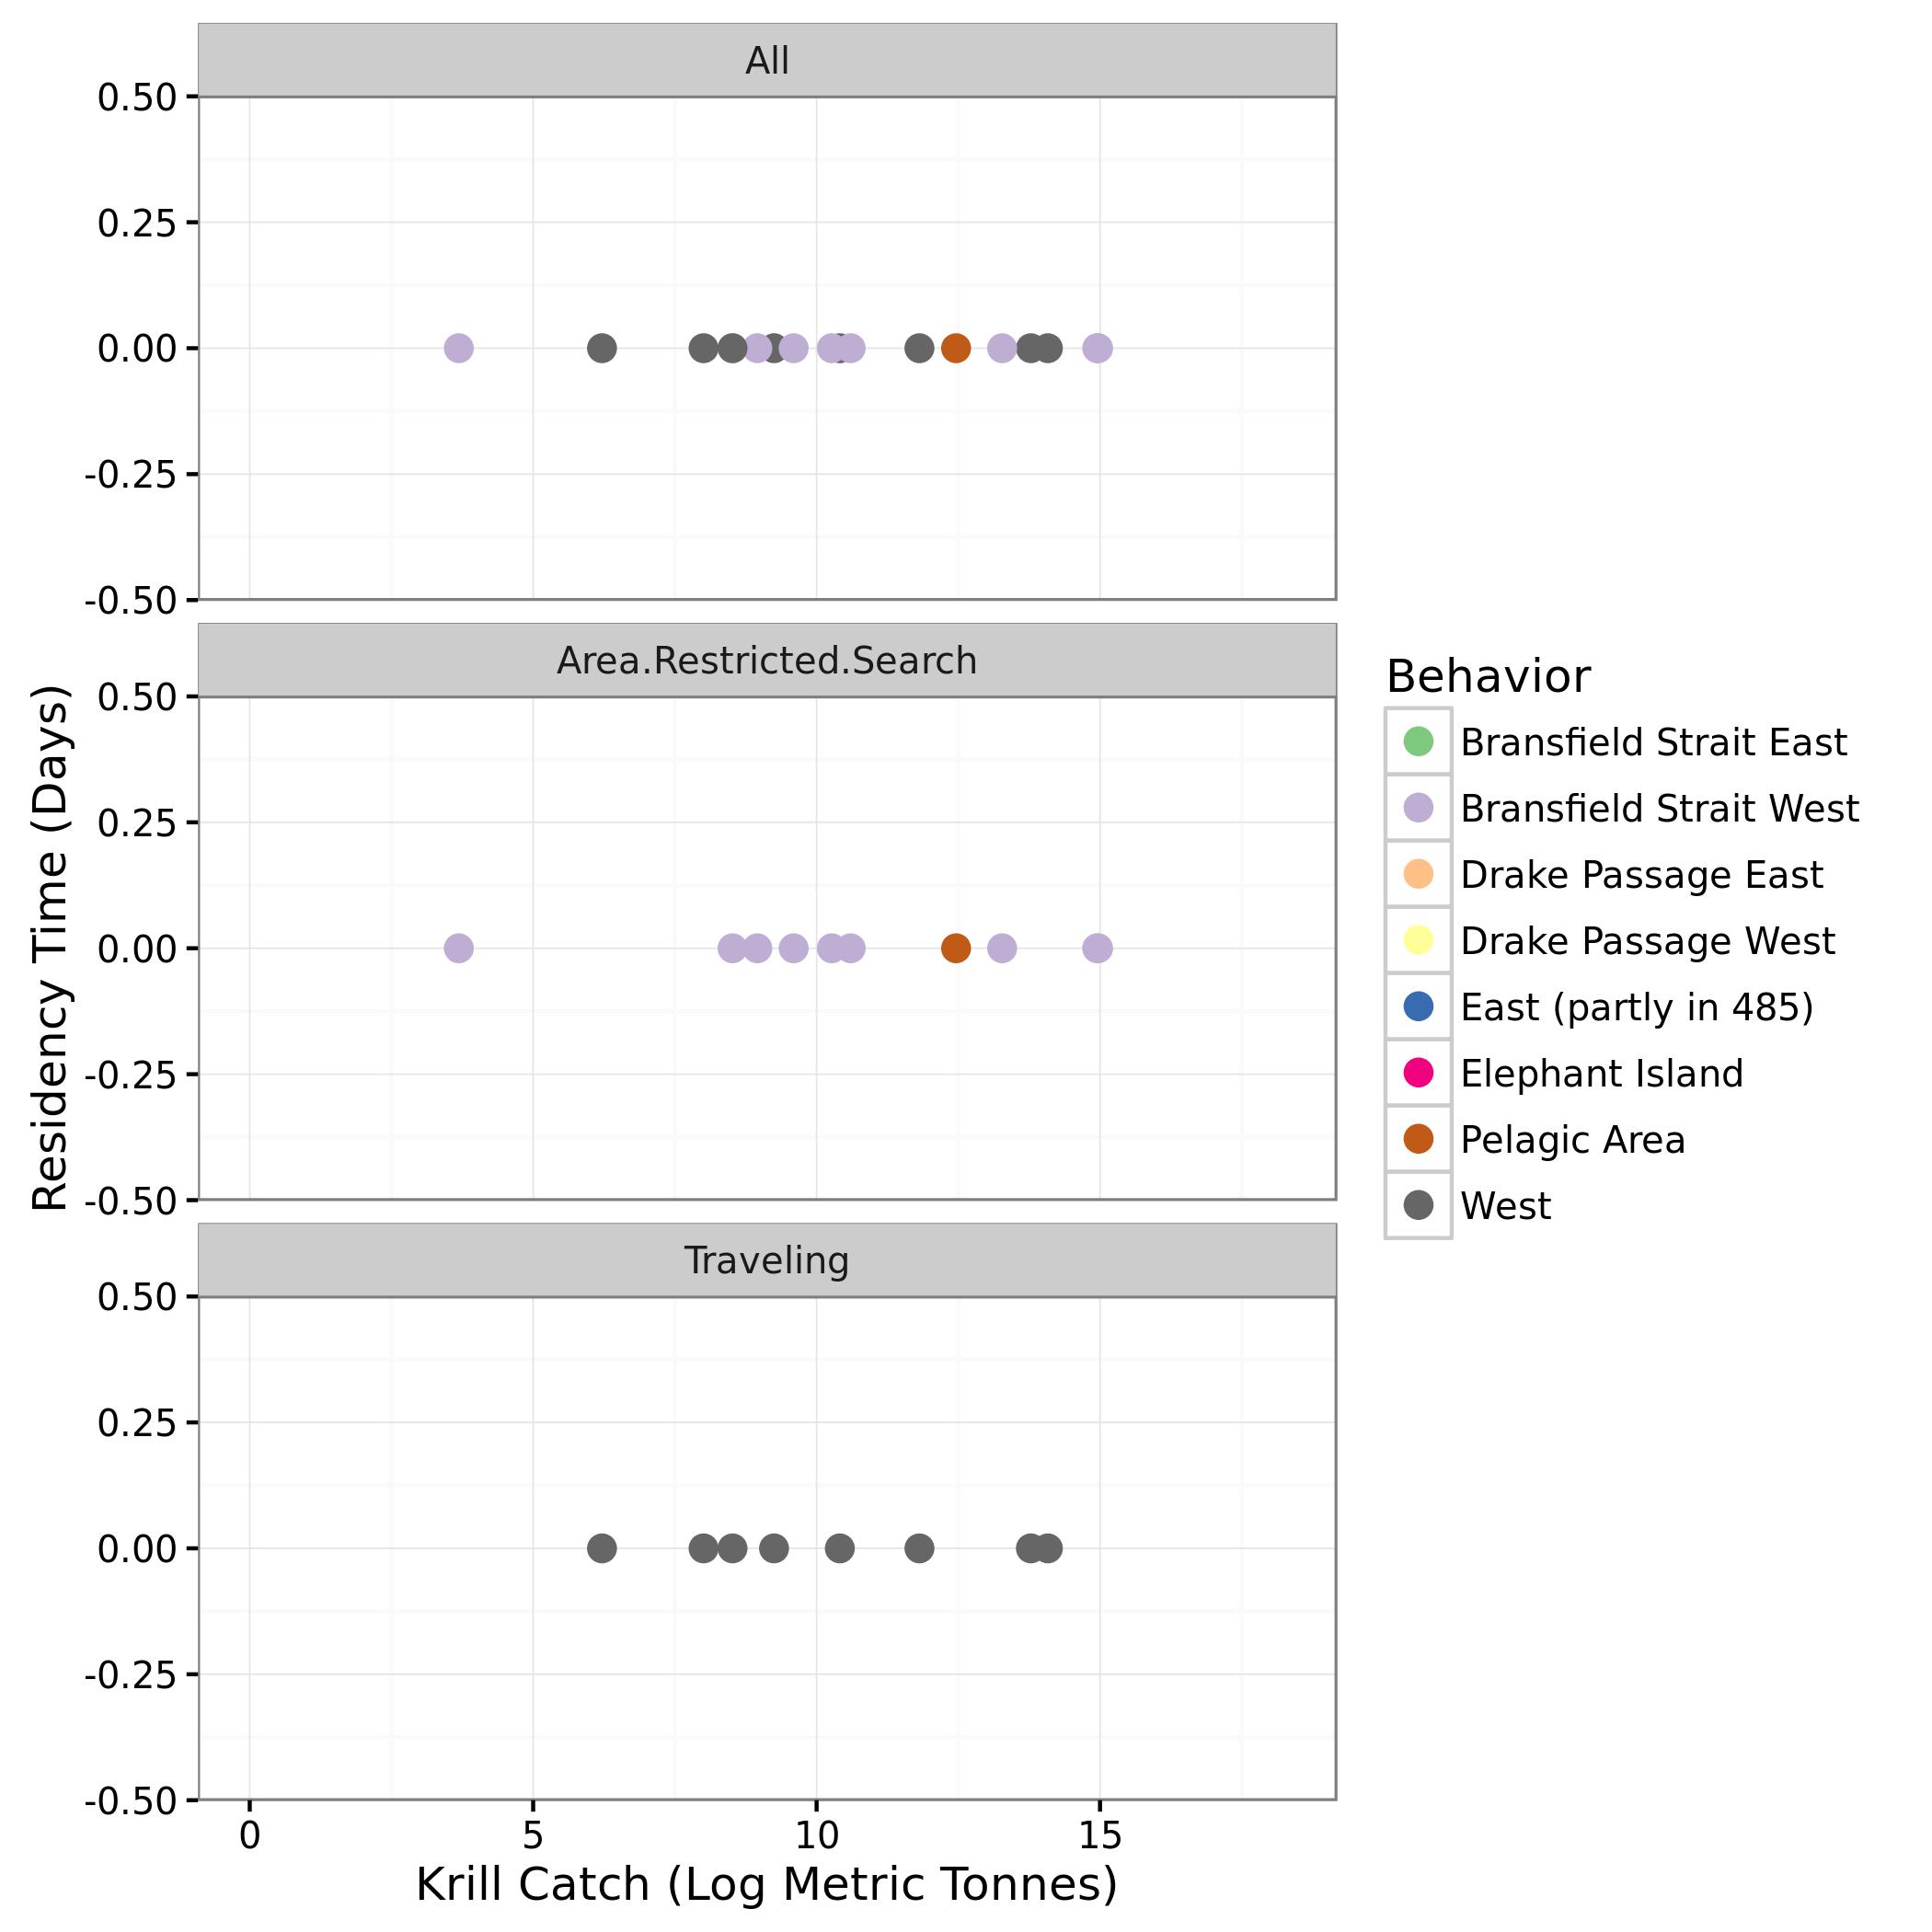 All
0.50
0.25
0.00
-0.25
-0.50
Area.Restricted.Search
0.50
0.25
0.00
-0.25
-0.50
Traveling
0.50
0.25
0.00
-0.25
-0.50
0 5 10 15
Krill Catch (Log Metric Tonnes)
Residency Time (Days)
Behavior
Bransfield Strait East
Bransfield Strait West
Drake Passage East
Drake Passage West
East (partly in 485)
Elephant Island
Pelagic Area
West